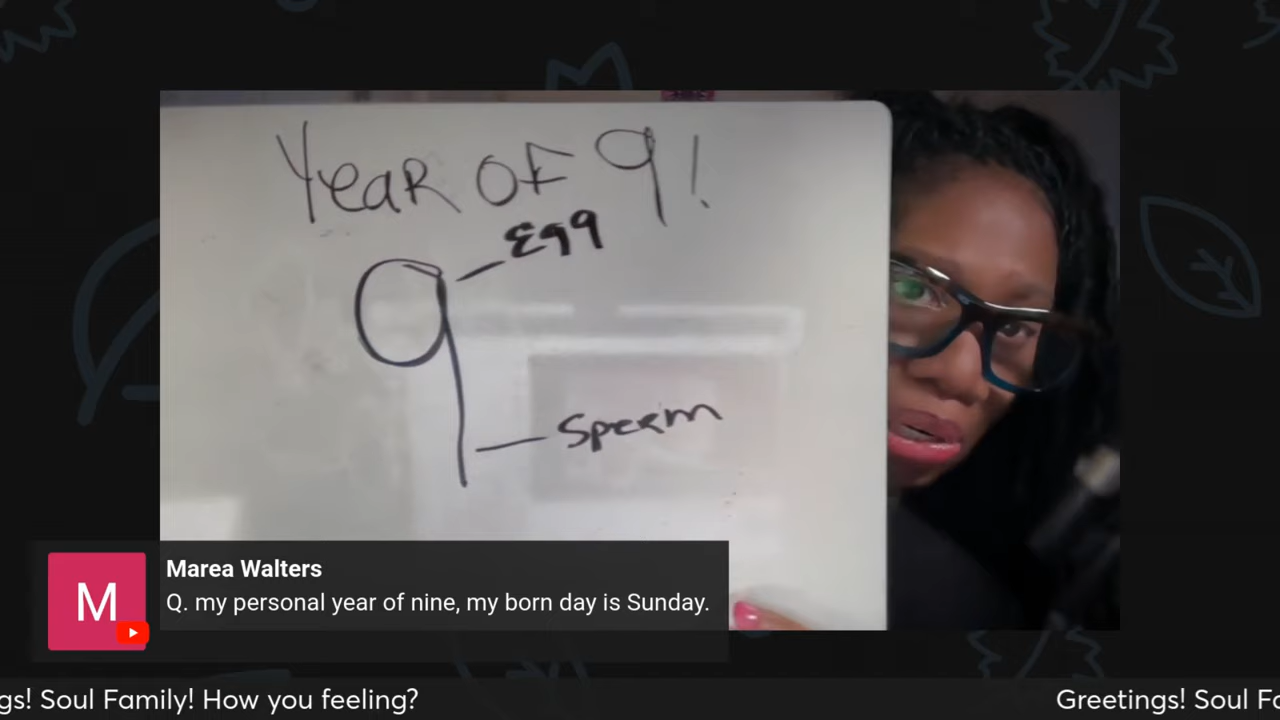 Year of 9!
9
Egg
Sperm
M
Marea Walters
Q. my personal year of nine, my born day is Sunday.
gs! Soul Family! How you feeling?
Greetings! Soul Fa